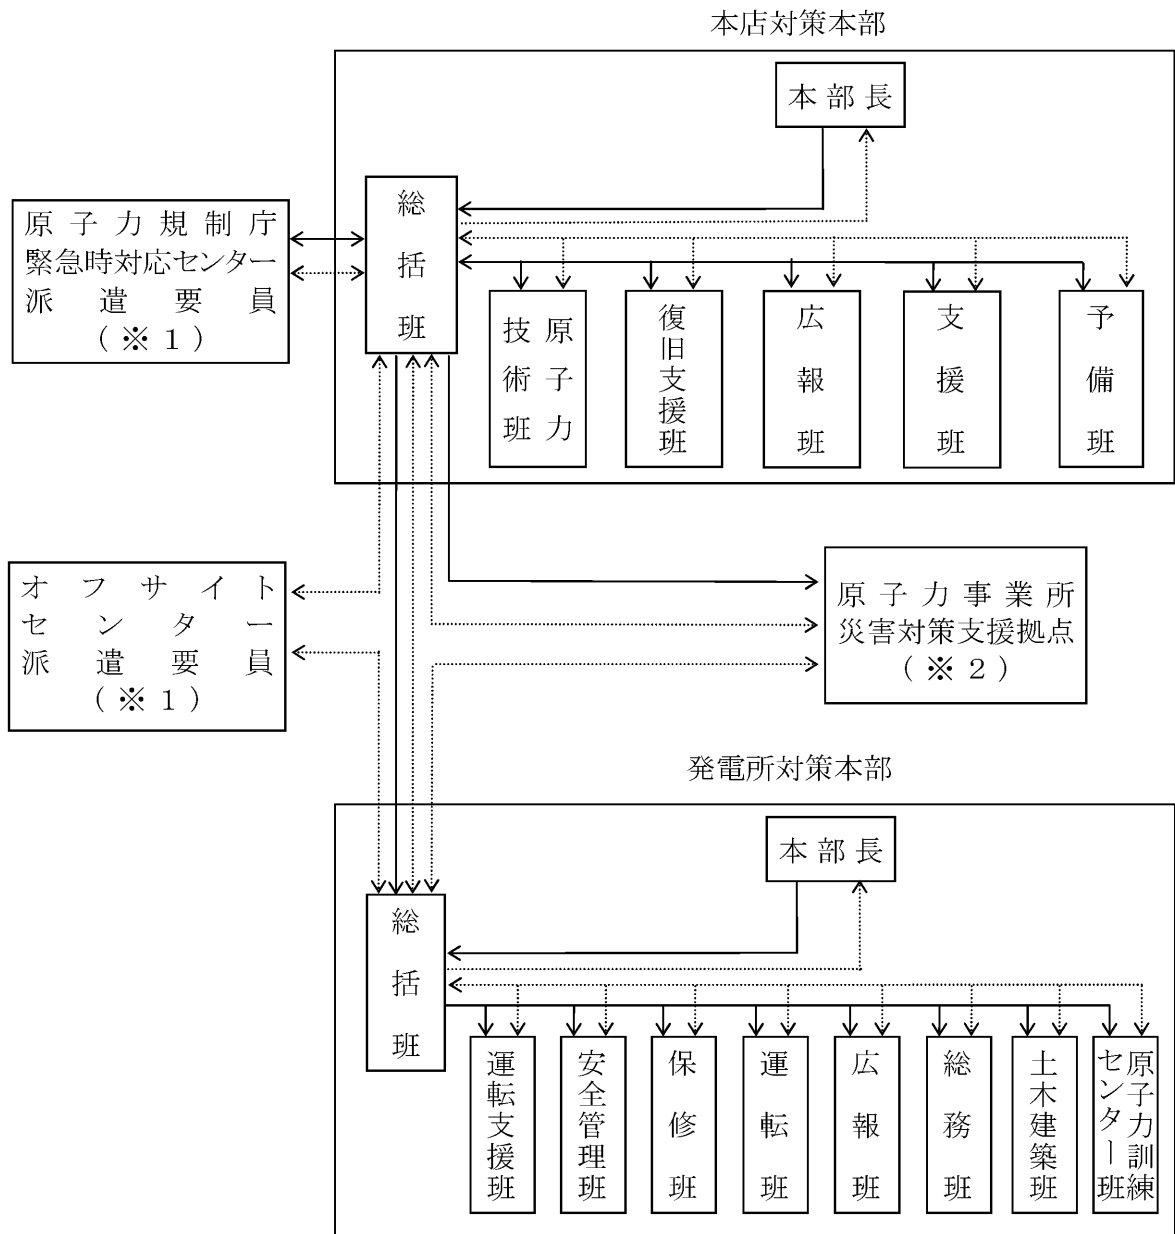 本店対策本部
本部長
総括班
原子力規制庁
緊急時対応センター
派遣要員
(※1)
原子力
技術班
復旧支援班
広報班
支援班
予備班
オフサイト
センター
派遣要員
(※1)
原子力事業所
災害対策支援拠点
(※2)
発電所対策本部
本部長
総括班
運転支援班
安全管理班
保修班
運転班
広報班
総務班
土木建築班
原子力訓練
センター班